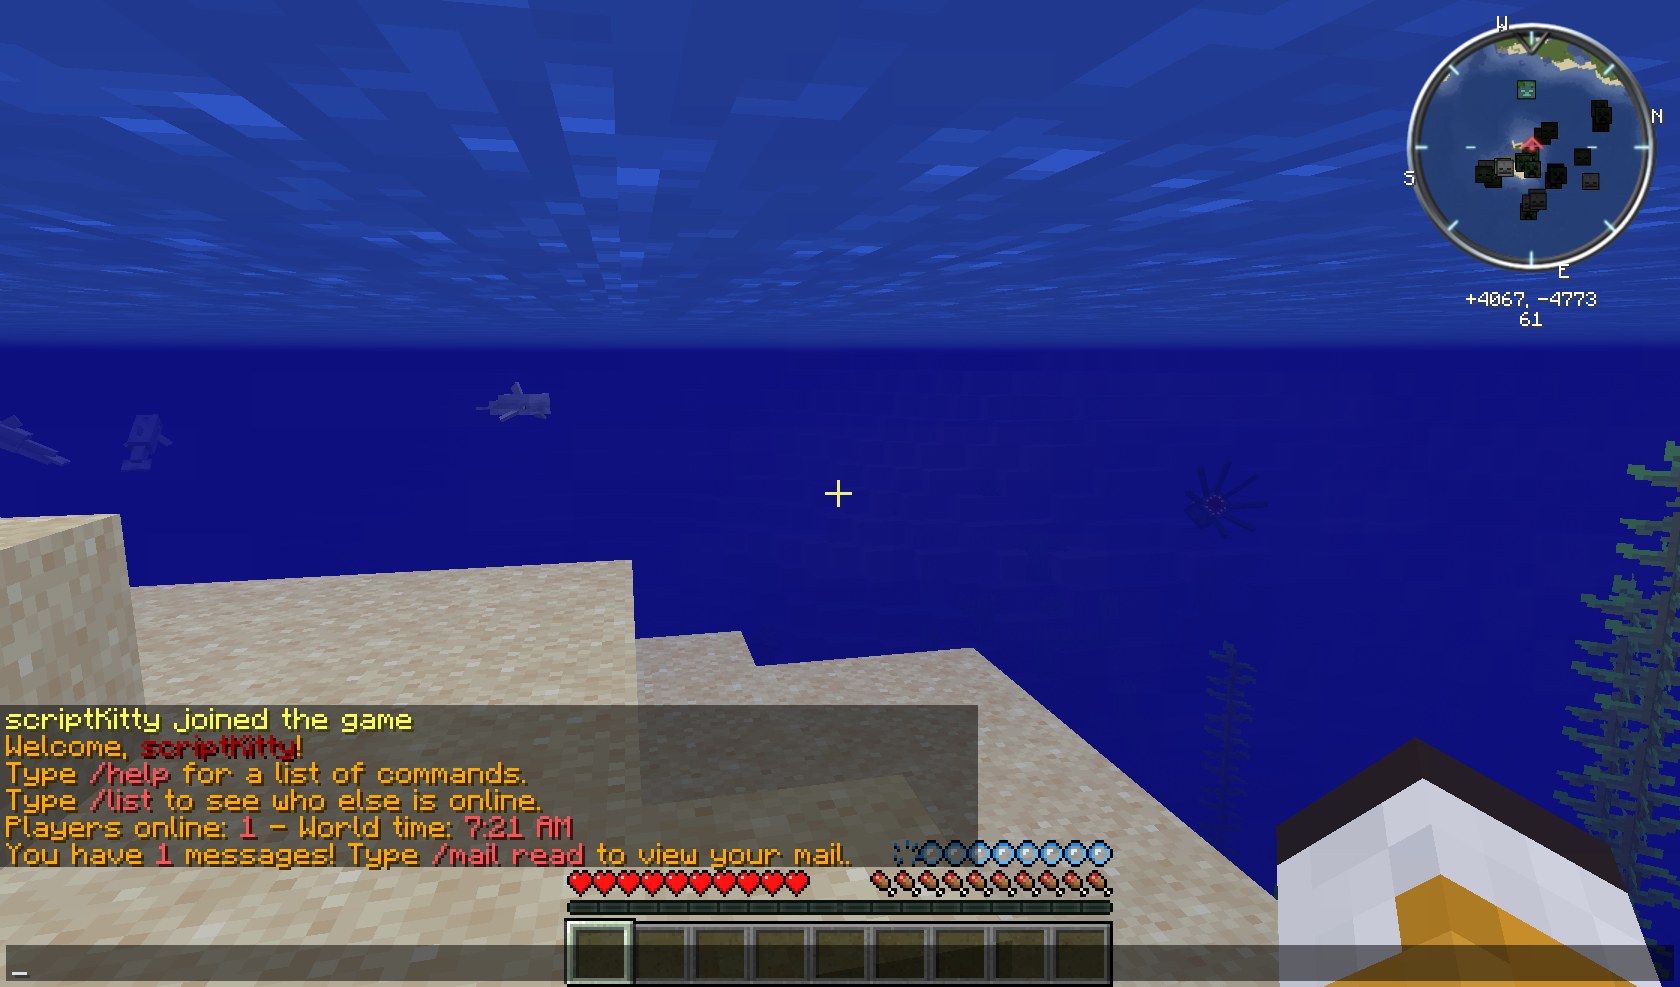 W
N
S
E
+4067, -4773
61
scriptKitty joined the game
Welcome, scriptKitty!
Type /help for a list of commands.
Type /list to see who else is online.
Players online: 1 - World time: 7:21 AM
You have 1 messages! Type /mail read to view your mail.
_